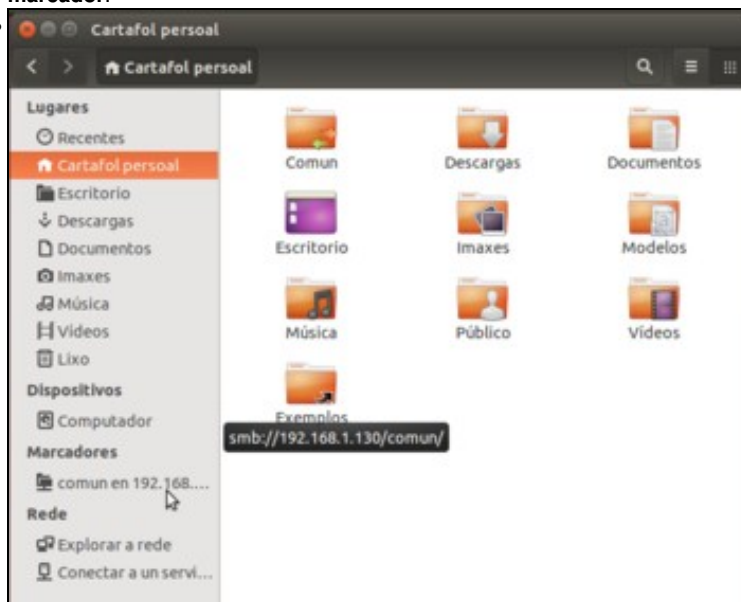 Cartafol persoal
Cartafol persoal
Lugares
Recentes
Cartafol persoal
Escritorio
Descargas
Documentos
Imaxes
Música
Vídeos
Lixo
Dispositivos
Computador
Marcadores
comun en 192.168....
Rede
Explorar a rede
Conectar a un servi...
Comun Descargas Documentos
Escritorio Imaxes Modelos
Música Público Vídeos
Exemplos
smb://192.168.1.130/comun/